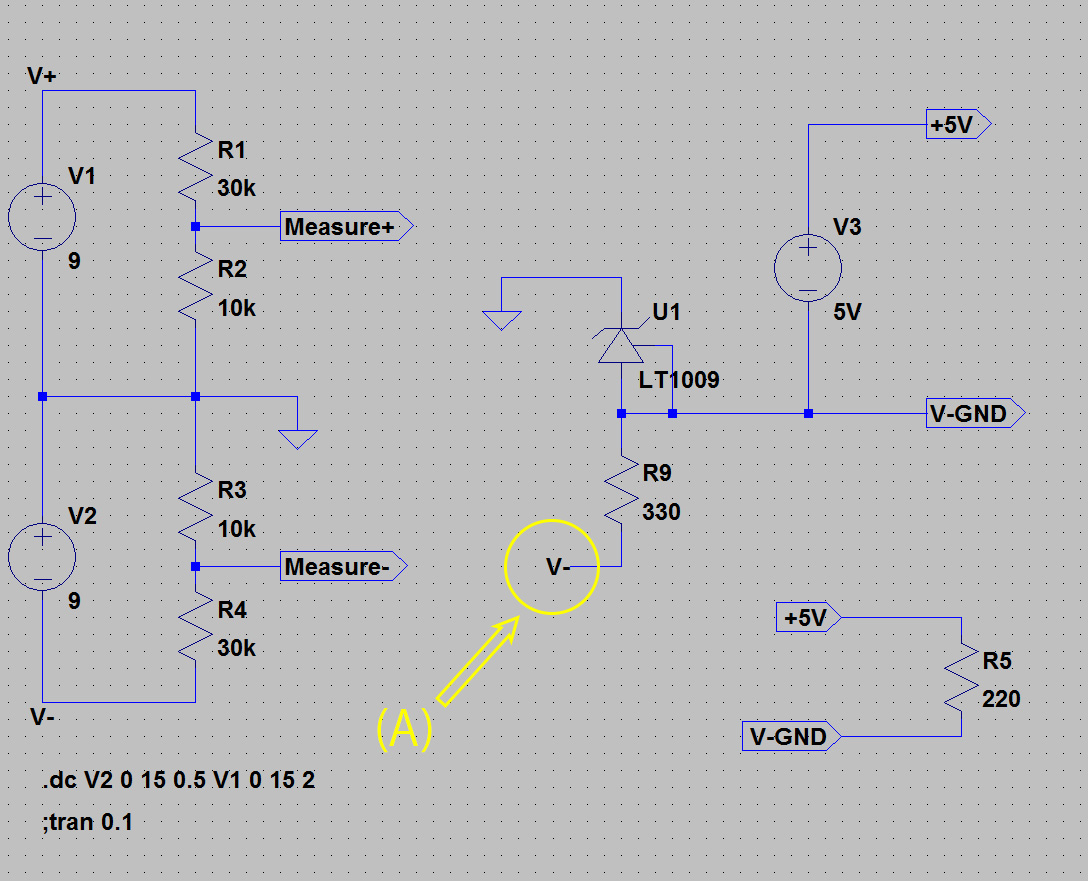 V+
V1
9
R1
30k
Measure+
R2
10k
+5V
V3
5V
U1
LT1009
V-GND
R3
10k
V2
9
Measure-
R4
30k
V-
R9
330
V-
(A)
+5V
R5
220
V-GND
.dc V2 0 15 0.5 V1 0 15 2
;tran 0.1